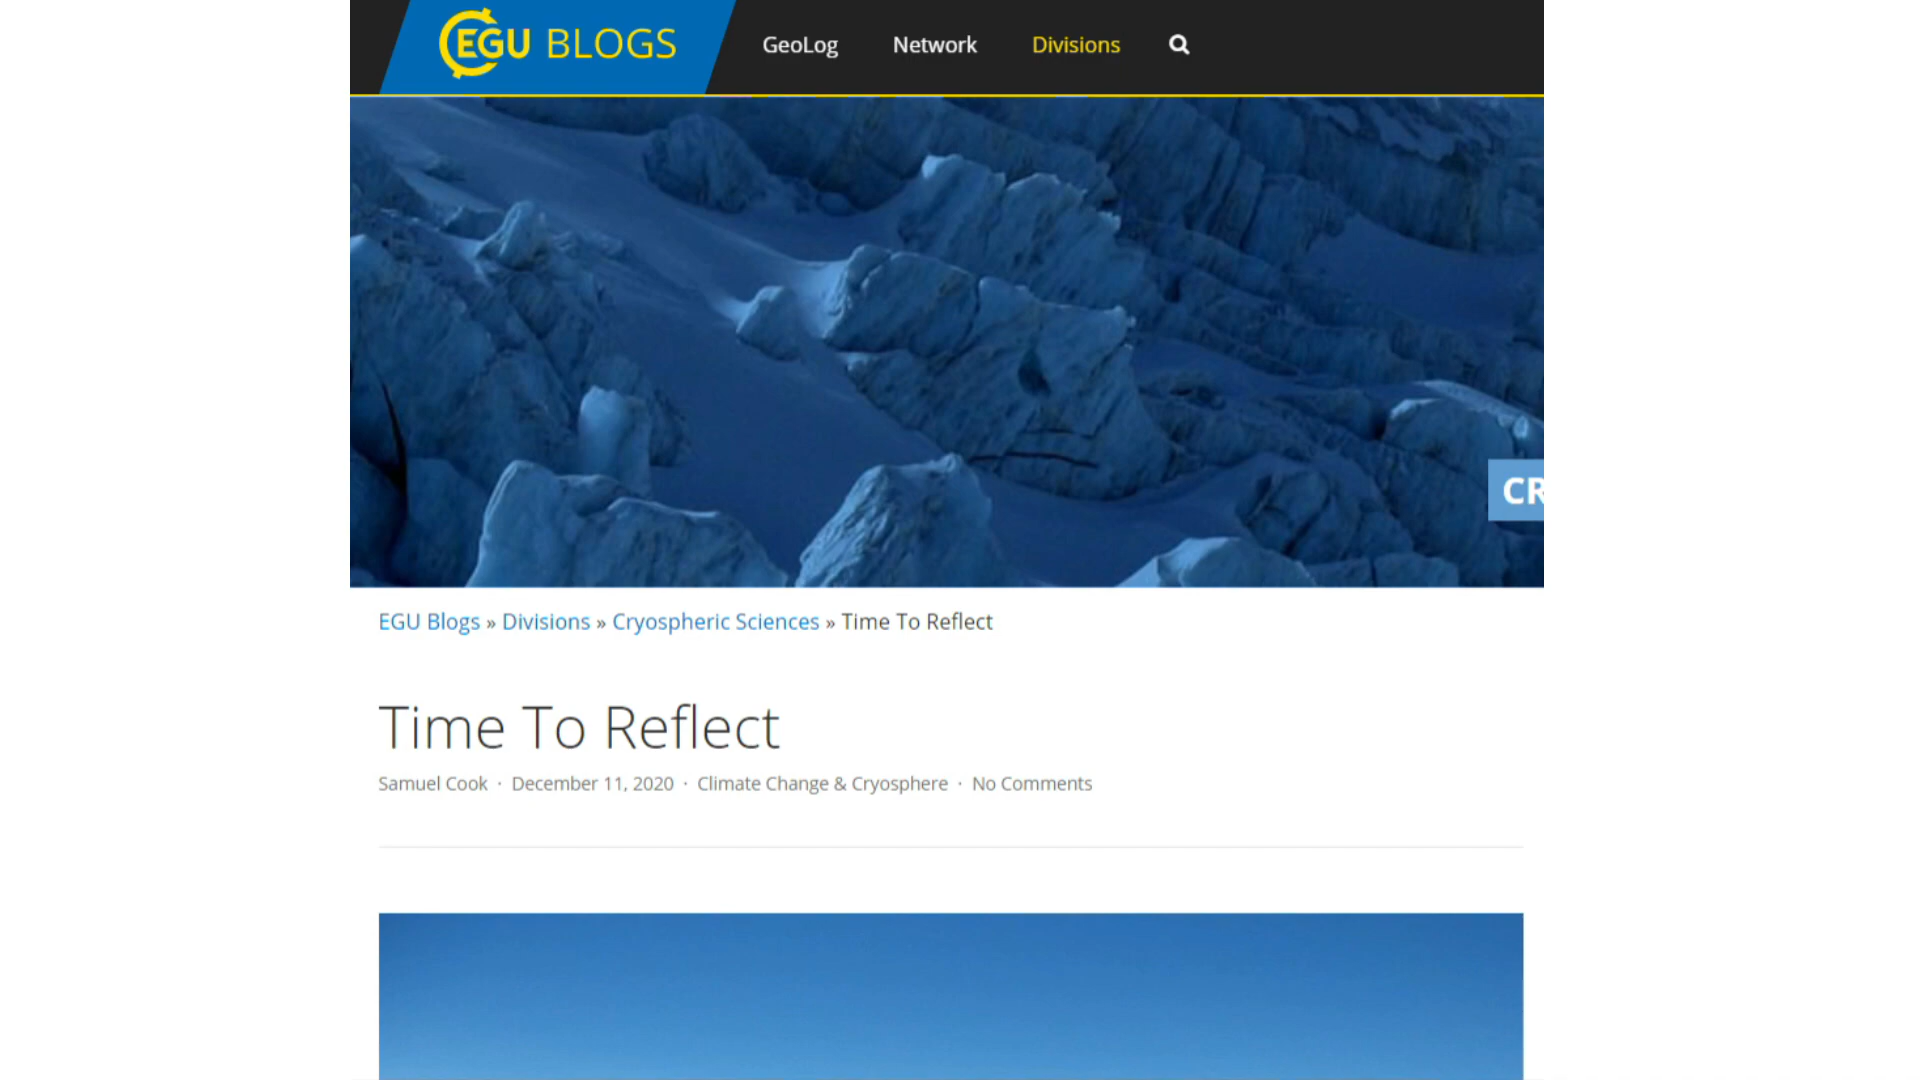 EGU BLOGS
GeoLog Network Divisions
CR
EGU Blogs » Divisions » Cryospheric Sciences » Time To Reflect
Time To Reflect
Samuel Cook · December 11, 2020 · Climate Change & Cryosphere · No Comments